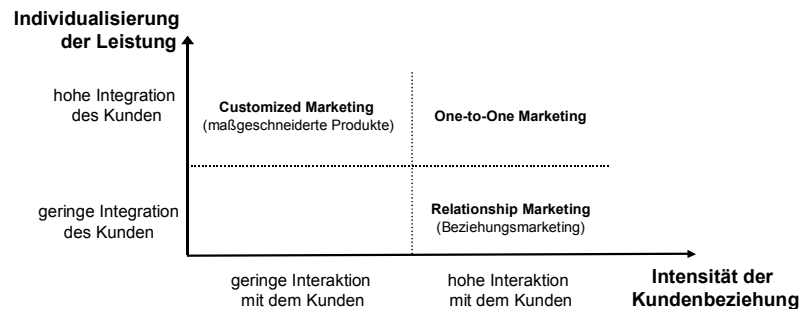 Individualisierung
der Leistung
hohe Integration
des Kunden
Customized Marketing
(maßgeschneiderte Produkte)
One-to-One Marketing
geringe Integration
des Kunden
Relationship Marketing
(Beziehungsmarketing)
geringe Interaktion
mit dem Kunden
hohe Interaktion
mit dem Kunden
Intensität der
Kundenbeziehung